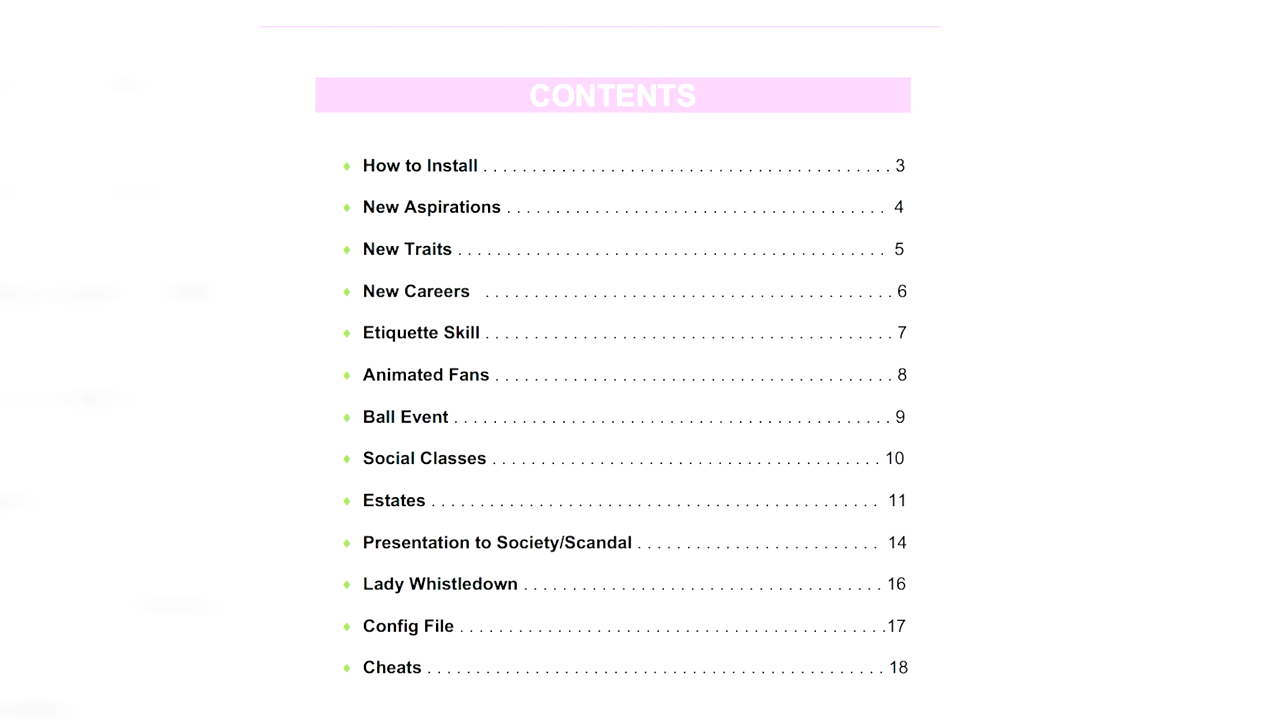 CONTENTS
How to Install . . . . . . . . . . . . . . . . . . . . . . . . . . . . . . . . . . . . . . . . . . 3
New Aspirations . . . . . . . . . . . . . . . . . . . . . . . . . . . . . . . . . . . . . . . 4
New Traits . . . . . . . . . . . . . . . . . . . . . . . . . . . . . . . . . . . . . . . . . . . . 5
New Careers . . . . . . . . . . . . . . . . . . . . . . . . . . . . . . . . . . . . . . . . . . 6
Etiquette Skill . . . . . . . . . . . . . . . . . . . . . . . . . . . . . . . . . . . . . . . . . . 7
Animated Fans . . . . . . . . . . . . . . . . . . . . . . . . . . . . . . . . . . . . . . . . . 8
Ball Event . . . . . . . . . . . . . . . . . . . . . . . . . . . . . . . . . . . . . . . . . . . . . 9
Social Classes . . . . . . . . . . . . . . . . . . . . . . . . . . . . . . . . . . . . . . . . 10
Estates . . . . . . . . . . . . . . . . . . . . . . . . . . . . . . . . . . . . . . . . . . . . . . 11
Presentation to Society/Scandal . . . . . . . . . . . . . . . . . . . . . . . . . 14
Lady Whistledown . . . . . . . . . . . . . . . . . . . . . . . . . . . . . . . . . . . . . 16
Config File . . . . . . . . . . . . . . . . . . . . . . . . . . . . . . . . . . . . . . . . . . . .17
Cheats . . . . . . . . . . . . . . . . . . . . . . . . . . . . . . . . . . . . . . . . . . . . . . . 18